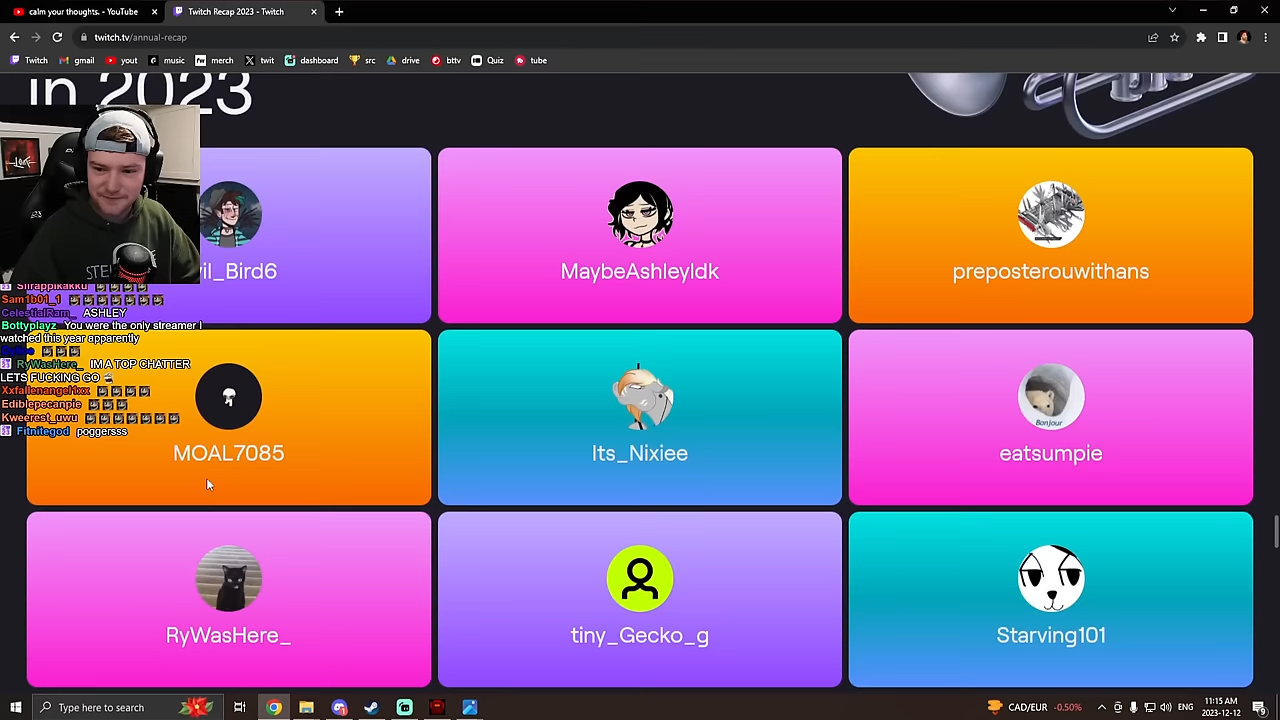 calm your thoughts. - YouTube
Twitch Recap 2023 - Twitch
twitch.tv/annual-recap
Twitch
gmail
yout
music
merch
twit
dashboard
src
drive
bttv
Quiz
tube
in 2023
il_Bird6
MaybeAshleyIdk
preposterouwithans
Sam1b01_1
CelestialRam_ ASHLEY
Bottyplayz You were the only streamer I
watched this year apparently
RyWasHere_ IM A TOP CHATTER
LETS FUCKING GO
Xxfallenangel1xx
Ediblepecanpie
Kweerest_uwu
Fitnitegod poggersss
MOAL7085
Its_Nixiee
eatsumpie
Bonjour
RyWasHere_
tiny_Gecko_g
Starving101
Type here to search
CAD/EUR -0.50%
ENG
11:15 AM
2023-12-12